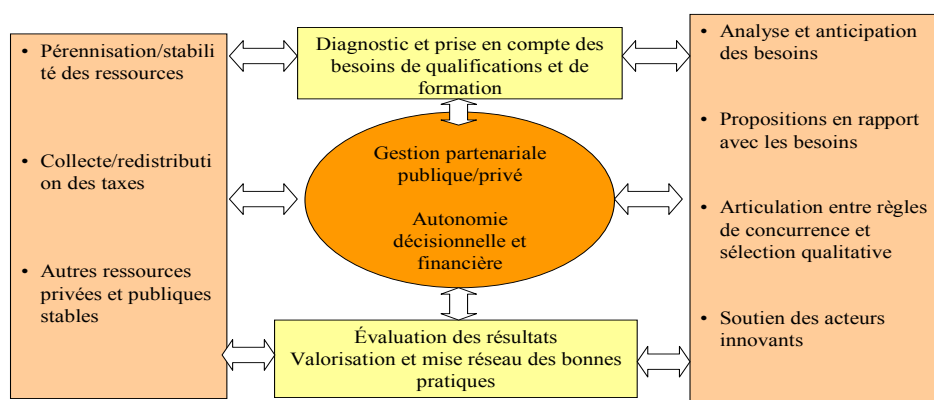 • Pérennisation/stabili
té des ressources
• Collecte/redistributi
on des taxes
• Autres ressources
privées et publiques
stables
Diagnostic et prise en compte des
besoins de qualifications et de
formation
Gestion partenariale
publique/privé
Autonomie
décisionnelle et
financière
Évaluation des résultats
Valorisation et mise réseau des bonnes
pratiques
• Analyse et anticipation
des besoins
• Propositions en rapport
avec les besoins
• Articulation entre règles
de concurrence et
sélection qualitative
• Soutien des acteurs
innovants